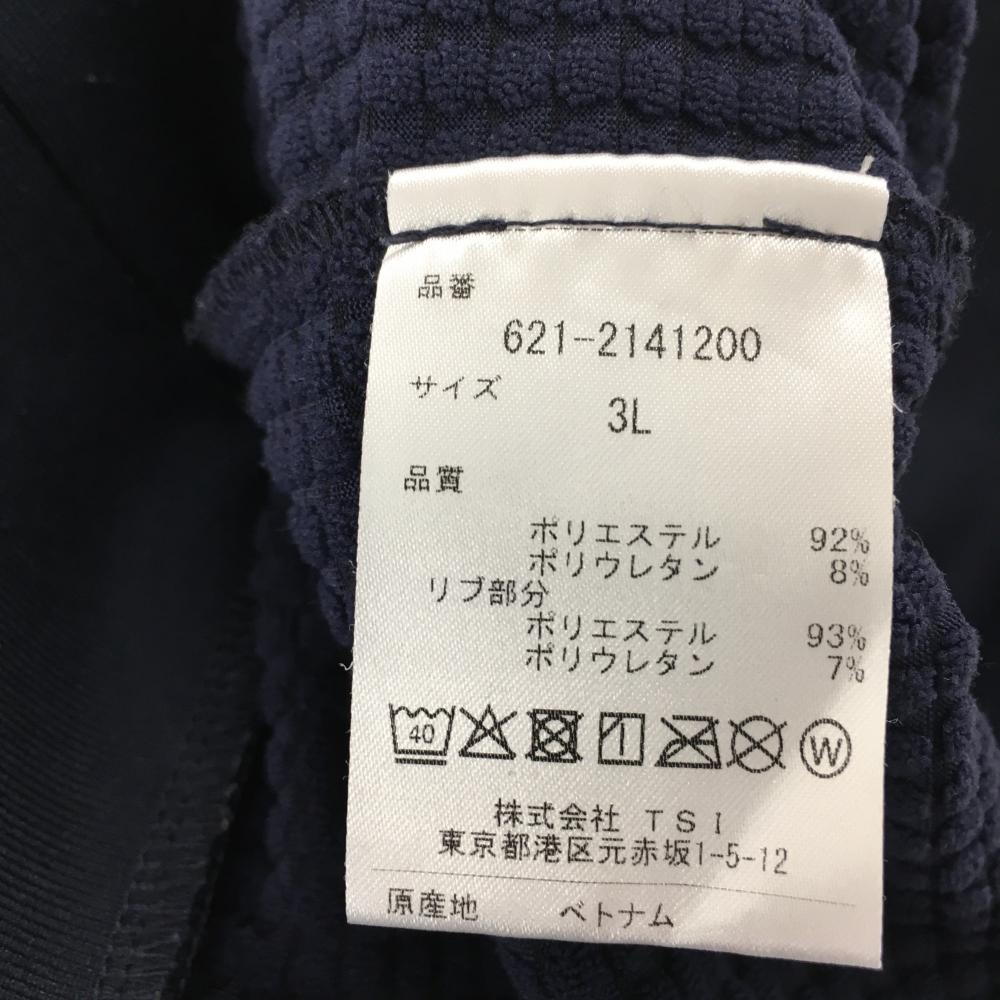 品番
621-2141200
サイズ
3L
品質
ポリエステル 92%
ポリウレタン 8%
リブ部分
ポリエステル 93%
ポリウレタン 7%
40 W
株式会社 TSI
東京都港区元赤坂1-5-12
原産地 ベトナム